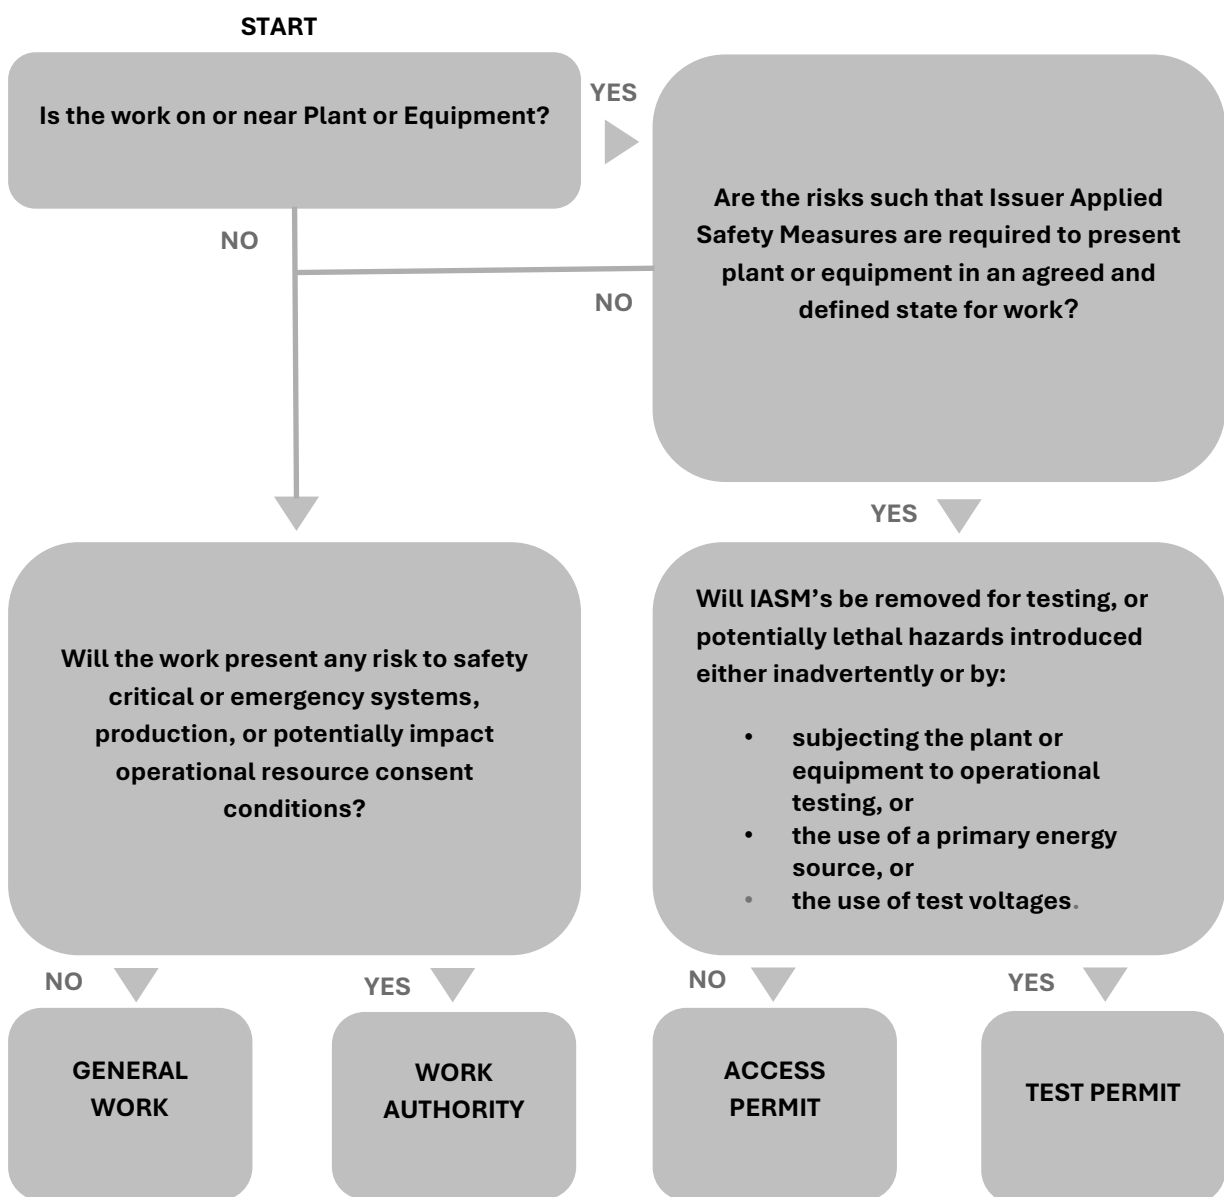 START
Is the work on or near Plant or Equipment?
YES
Are the risks such that Issuer Applied
Safety Measures are required to present
plant or equipment in an agreed and
defined state for work?
NO
NO
YES
Will the work present any risk to safety
critical or emergency systems,
production, or potentially impact
operational resource consent
conditions?
Will IASM’s be removed for testing, or
potentially lethal hazards introduced
either inadvertently or by:
• subjecting the plant or
equipment to operational
testing, or
• the use of a primary energy
source, or
• the use of test voltages.
NO
YES
NO
YES
GENERAL
WORK
WORK
AUTHORITY
ACCESS
PERMIT
TEST PERMIT